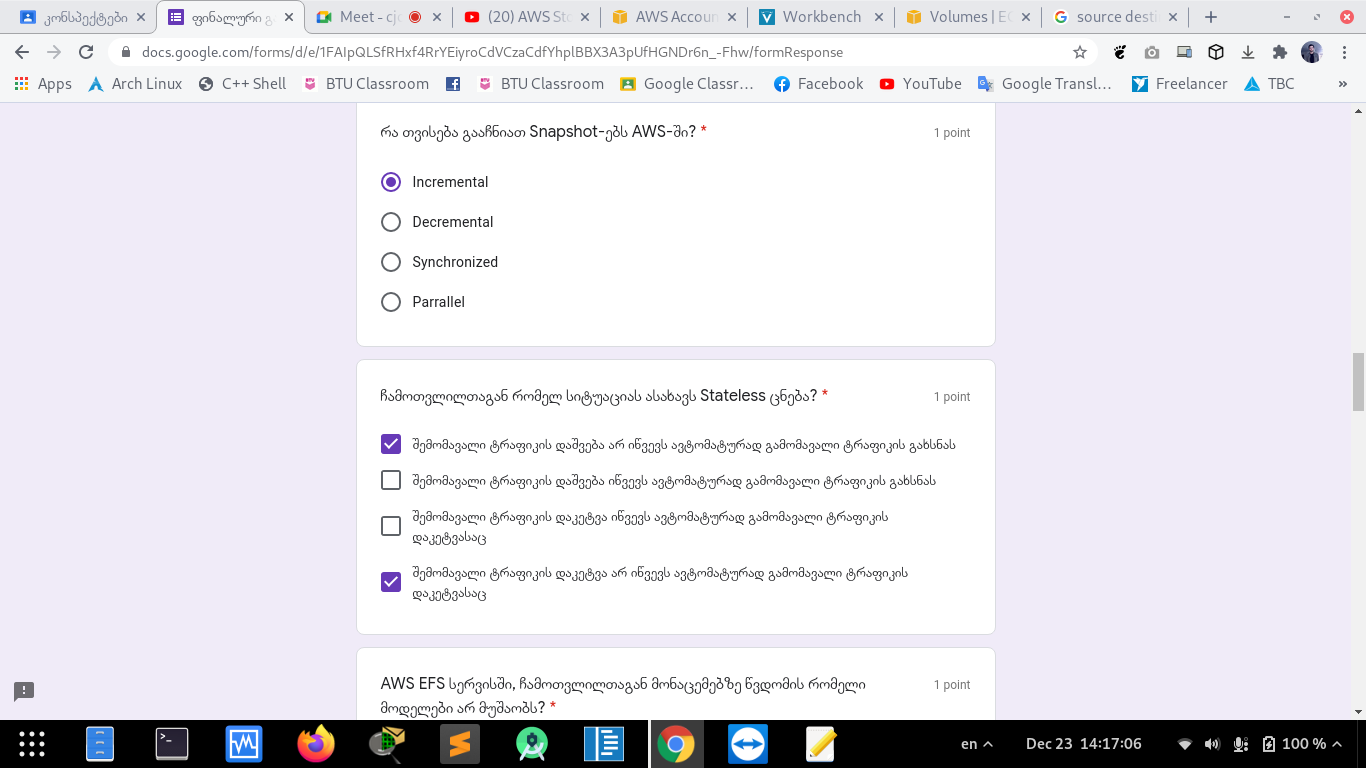 კონსპექტები
ფინალური გ
Meet - cjc
(20) AWS Sto
AWS Accoun
Workbench
Volumes | EC
source desti
docs.google.com/forms/d/e/1FAIpQLSfRHxf4RrYEiyroCdVCzaCdfYhplBBX3A3pUfHGNDr6n_-Fhw/formResponse
Apps
Arch Linux
C++ Shell
BTU Classroom
BTU Classroom
Google Classr…
Facebook
YouTube
Google Transl…
Freelancer
TBC
»
რა თვისება გააჩნიათ Snapshot-ებს AWS-ში? *
1 point
Incremental
Decremental
Synchronized
Parrallel
ჩამოთვლილთაგან რომელ სიტუაციას ასახავს Stateless ცნება? *
1 point
შემომავალი ტრაფიკის დაშვება არ იწვევს ავტომატურად გამომავალი ტრაფიკის გახსნას
შემომავალი ტრაფიკის დაშვება იწვევს ავტომატურად გამომავალი ტრაფიკის გახსნას
შემომავალი ტრაფიკის დაკეტვა იწვევს ავტომატურად გამომავალი ტრაფიკის
დაკეტვასაც
შემომავალი ტრაფიკის დაკეტვა არ იწვევს ავტომატურად გამომავალი ტრაფიკის
დაკეტვასაც
AWS EFS სერვისში, ჩამოთვლილთაგან მონაცემებზე წვდომის რომელი
1 point
მოდელები არ მუშაობს? *
en
Dec 23 14:17:06
100 %